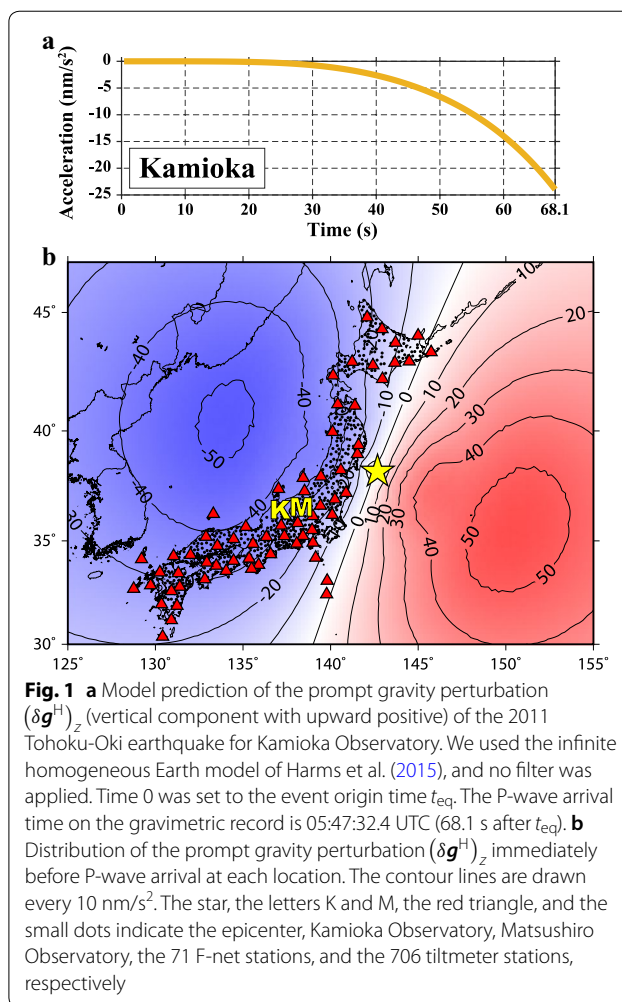 a
Acceleration (nm/s²)
0
-5
-10
-15
-20
-25
Kamioka
0 10 20 30 40 50 60 68.1
Time (s)
b
45°
40°
35°
30°
125° 130° 135° 140° 145° 150° 155°
-40
-40
-50
40
40
-20
-10
0
10
20
10
20
30
40
50
0
10
20
30
40
50
K M
Fig. 1 a Model prediction of the prompt gravity perturbation
(δg^H)_z (vertical component with upward positive) of the 2011
Tohoku-Oki earthquake for Kamioka Observatory. We used the infinite
homogeneous Earth model of Harms et al. (2015), and no filter was
applied. Time 0 was set to the event origin time t_eq. The P-wave arrival
time on the gravimetric record is 05:47:32.4 UTC (68.1 s after t_eq). b
Distribution of the prompt gravity perturbation (δg^H)_z immediately
before P-wave arrival at each location. The contour lines are drawn
every 10 nm/s². The star, the letters K and M, the red triangle, and the
small dots indicate the epicenter, Kamioka Observatory, Matsushiro
Observatory, the 71 F-net stations, and the 706 tiltmeter stations,
respectively